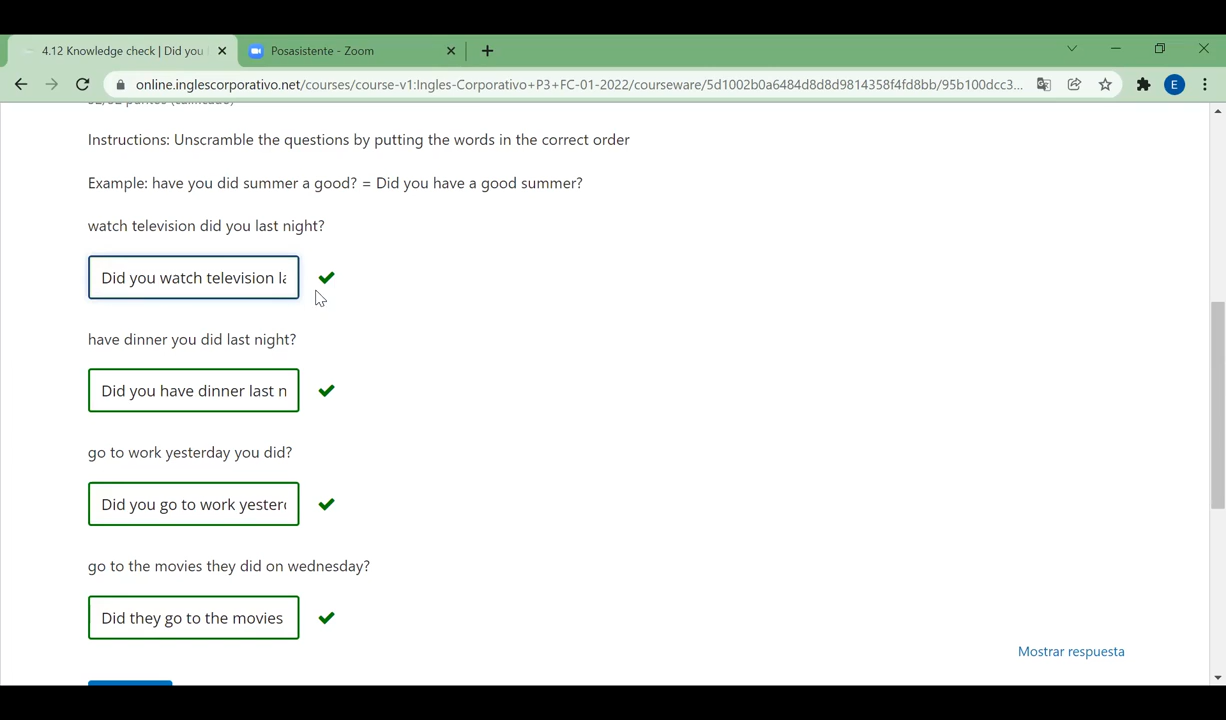 4.12 Knowledge check | Did you
Posasistente - Zoom
online.inglescorporativo.net/courses/course-v1:Ingles-Corporativo+P3+FC-01-2022/courseware/5d1002b0a6484d8d8d9814358f4fd8bb/95b100dcc3...
E
Instructions: Unscramble the questions by putting the words in the correct order
Example: have you did summer a good? = Did you have a good summer?
watch television did you last night?
Did you watch television la
have dinner you did last night?
Did you have dinner last n
go to work yesterday you did?
Did you go to work yester
go to the movies they did on wednesday?
Did they go to the movies
Mostrar respuesta